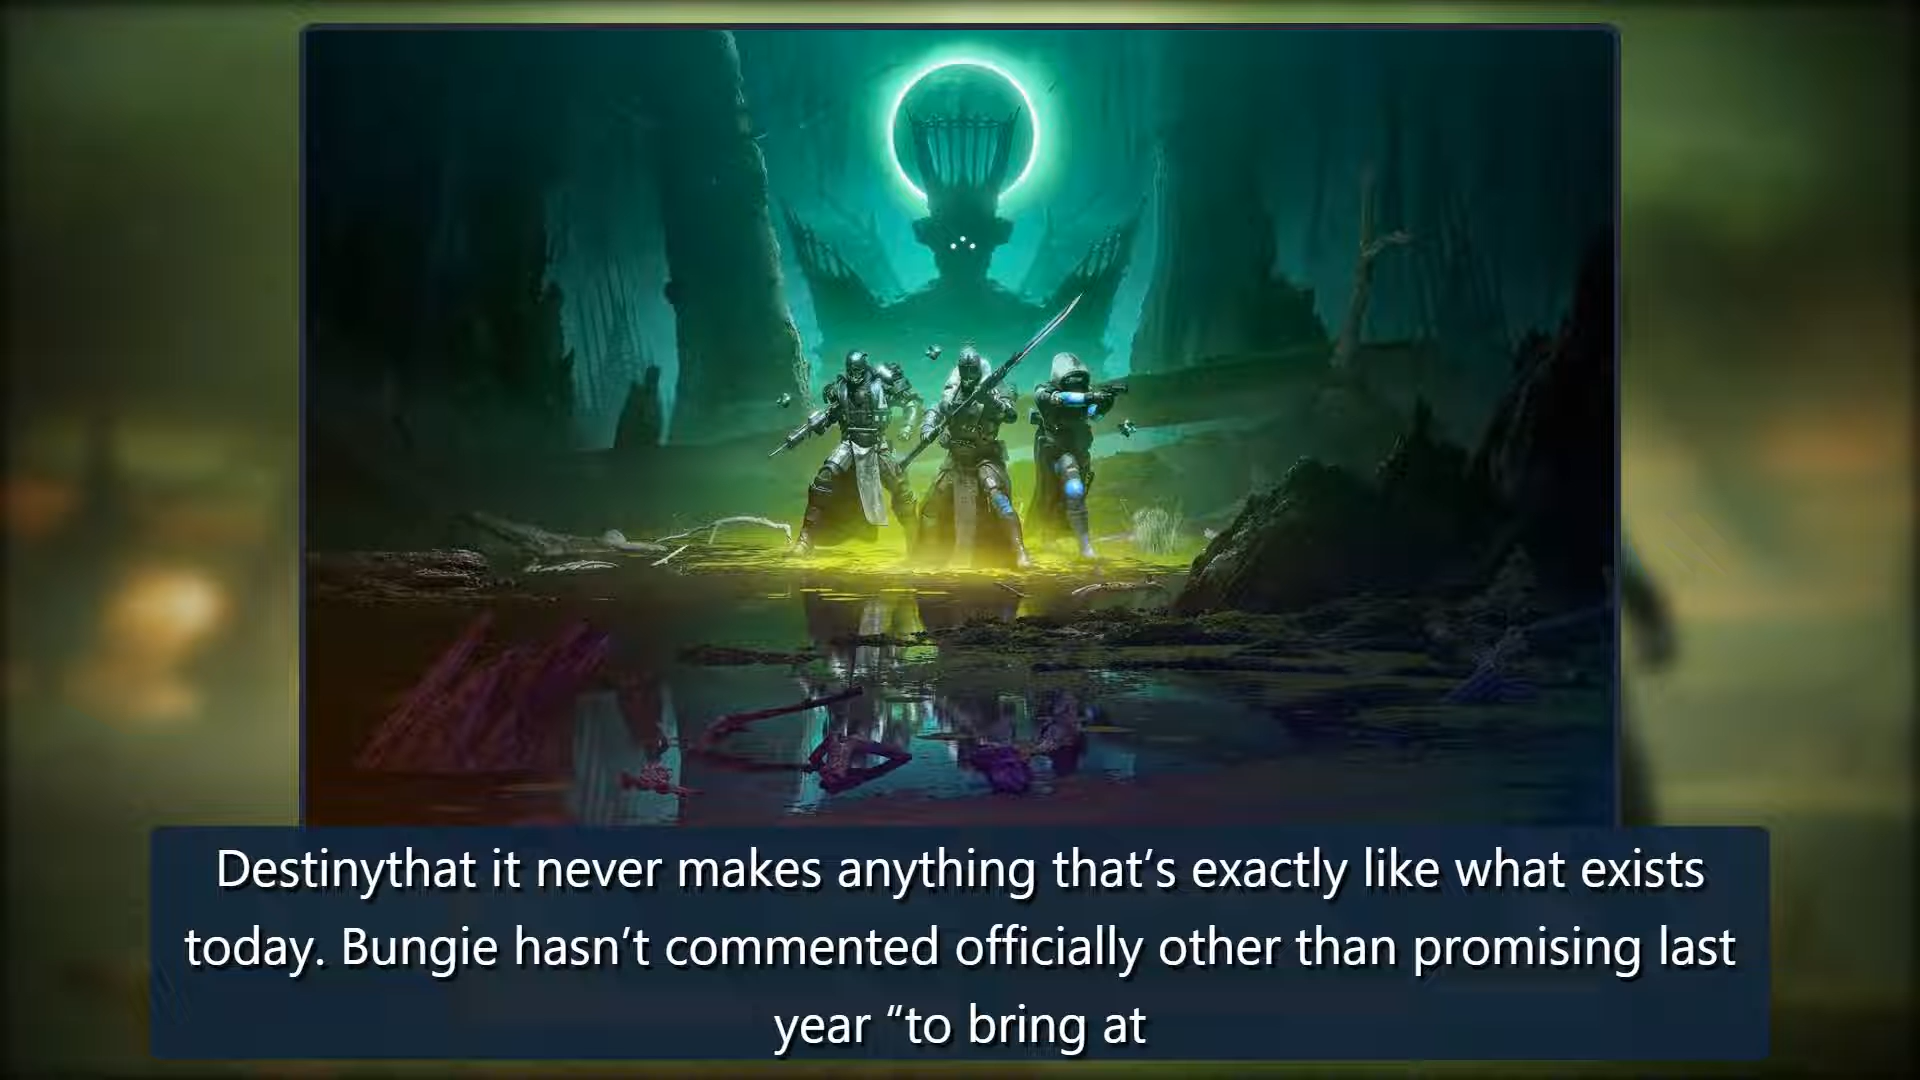 Destinythat it never makes anything that’s exactly like what exists
today. Bungie hasn’t commented officially other than promising last
year “to bring at